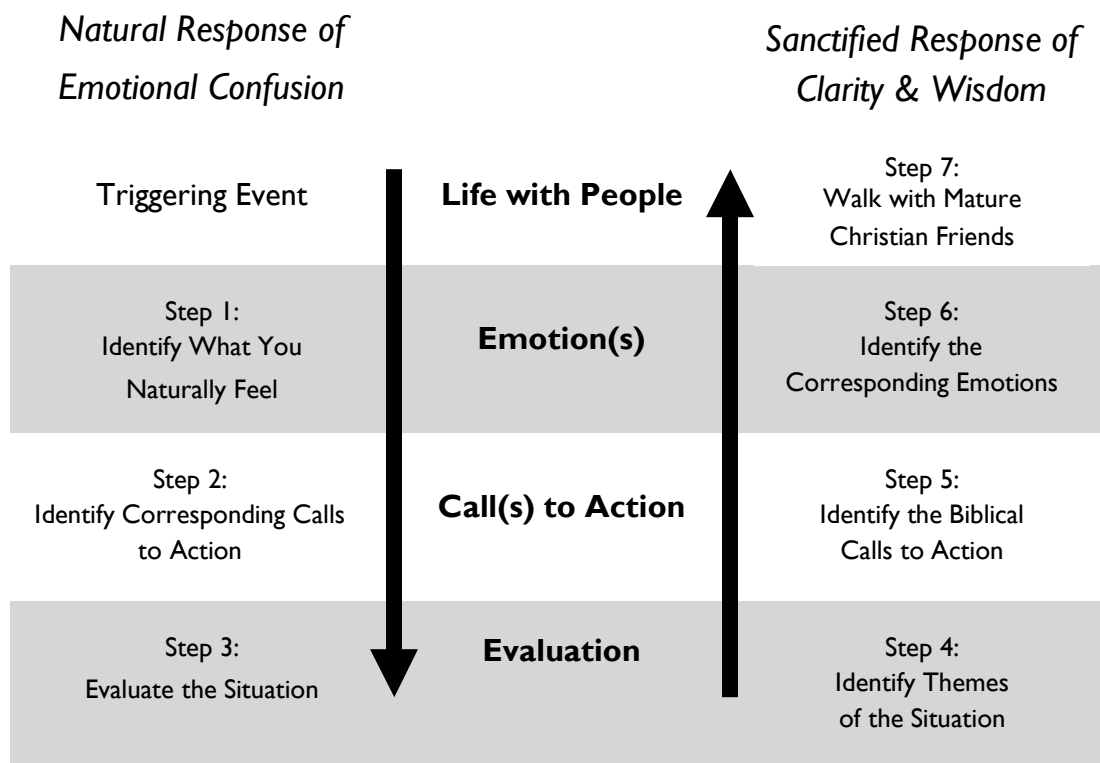 Natural Response of
Emotional Confusion
Sanctified Response of
Clarity & Wisdom
Triggering Event
Life with People
Step 7:
Walk with Mature
Christian Friends
Step 1:
Identify What You
Naturally Feel
Emotion(s)
Step 6:
Identify the
Corresponding Emotions
Step 2:
Identify Corresponding Calls
to Action
Call(s) to Action
Step 5:
Identify the Biblical
Calls to Action
Step 3:
Evaluate the Situation
Evaluation
Step 4:
Identify Themes
of the Situation